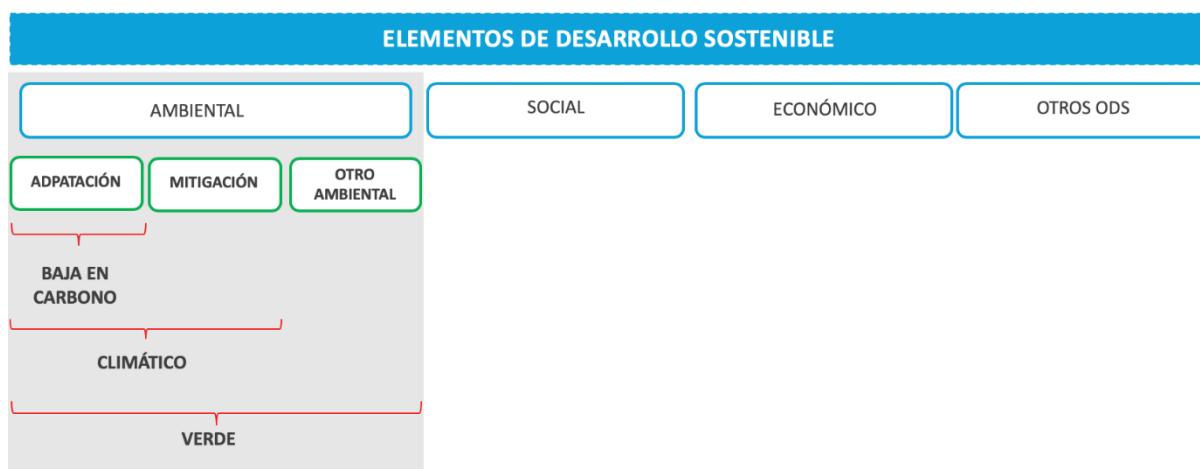 ELEMENTOS DE DESARROLLO SOSTENIBLE
AMBIENTAL
SOCIAL
ECONÓMICO
OTROS ODS
ADPATACIÓN
MITIGACIÓN
OTRO
AMBIENTAL
BAJA EN
CARBONO
CLIMÁTICO
VERDE